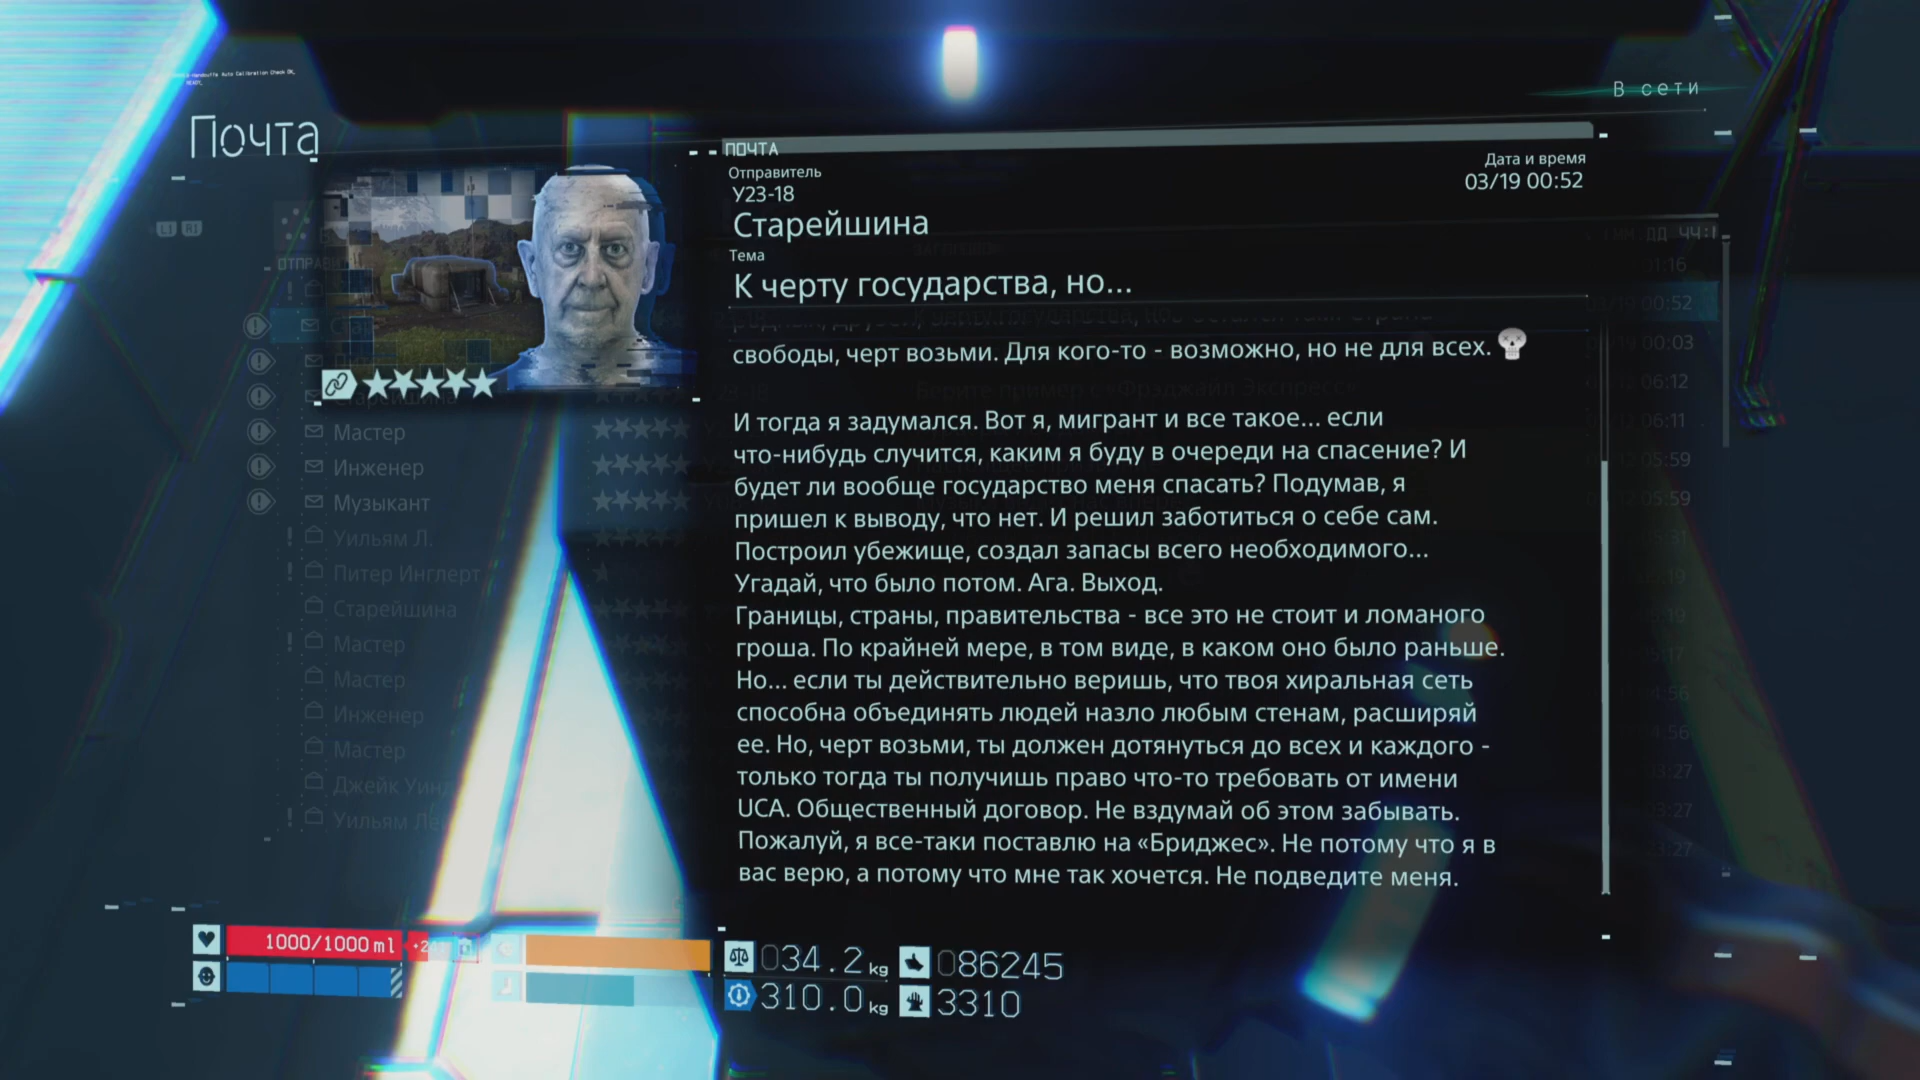 Почта
В сети
L1 R1
ПОЧТА
Отправитель
У23-18
Старейшина
Дата и время
03/19 00:52
Тема
К черту государства, но...
свободы, черт возьми. Для кого-то - возможно, но не для всех.
И тогда я задумался. Вот я, мигрант и все такое... если
что-нибудь случится, каким я буду в очереди на спасение? И
будет ли вообще государство меня спасать? Подумав, я
пришел к выводу, что нет. И решил заботиться о себе сам.
Построил убежище, создал запасы всего необходимого...
Угадай, что было потом. Ага. Выход.
Границы, страны, правительства - все это не стоит и ломаного
гроша. По крайней мере, в том виде, в каком оно было раньше.
Но... если ты действительно веришь, что твоя хиральная сеть
способна объединять людей назло любым стенам, расширяй
ее. Но, черт возьми, ты должен дотянуться до всех и каждого -
только тогда ты получишь право что-то требовать от имени
UCA. Общественный договор. Не вздумай об этом забывать.
Пожалуй, я все-таки поставлю на «Бриджес». Не потому что я в
вас верю, а потому что мне так хочется. Не подведите меня.
Старейшина
Мастер
Инженер
Музыкант
Уильям Л.
Питер Инглерт
Старейшина
Мастер
Мастер
Инженер
Мастер
Джейк Уинд
Уильям Ле
1000/1000 ml
034.2 kg
086245
310.0 kg
3310